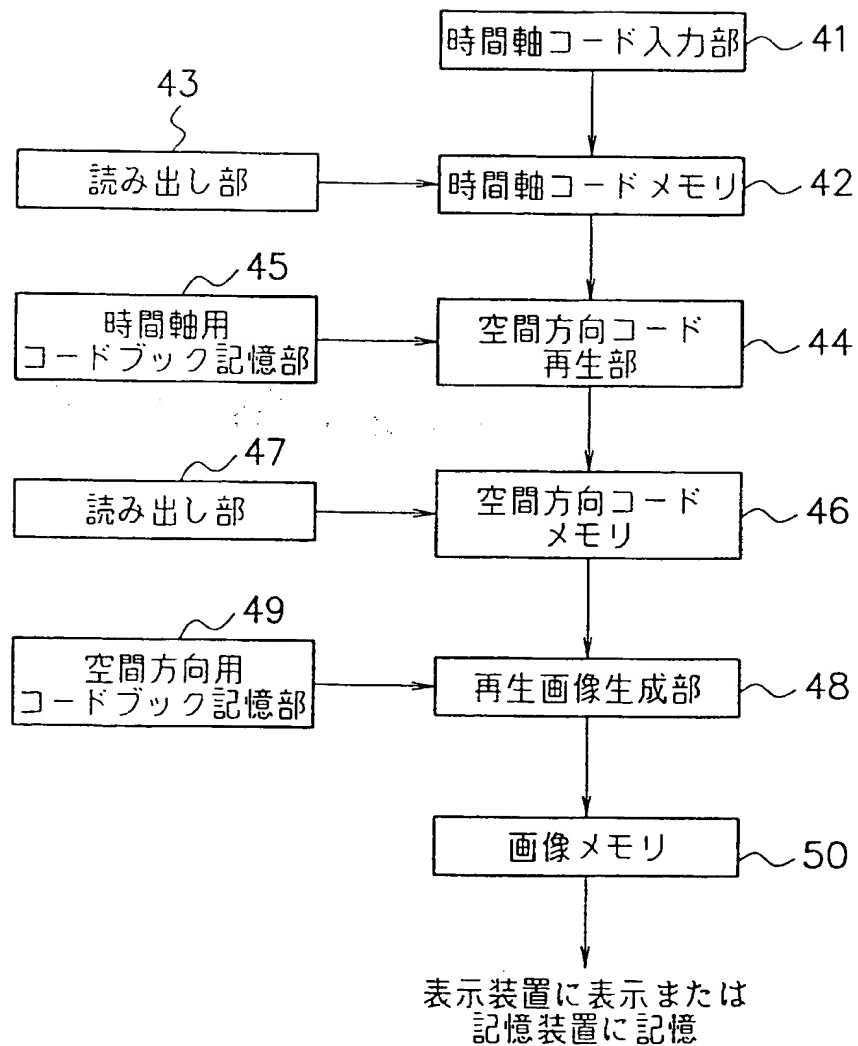 時間軸コード入力部
41
43
読み出し部
時間軸コードメモリ
42
45
時間軸用
コードブック記憶部
空間方向コード
再生部
44
47
読み出し部
空間方向コード
メモリ
46
49
空間方向用
コードブック記憶部
再生画像生成部
48
画像メモリ
50
表示装置に表示または
記憶装置に記憶